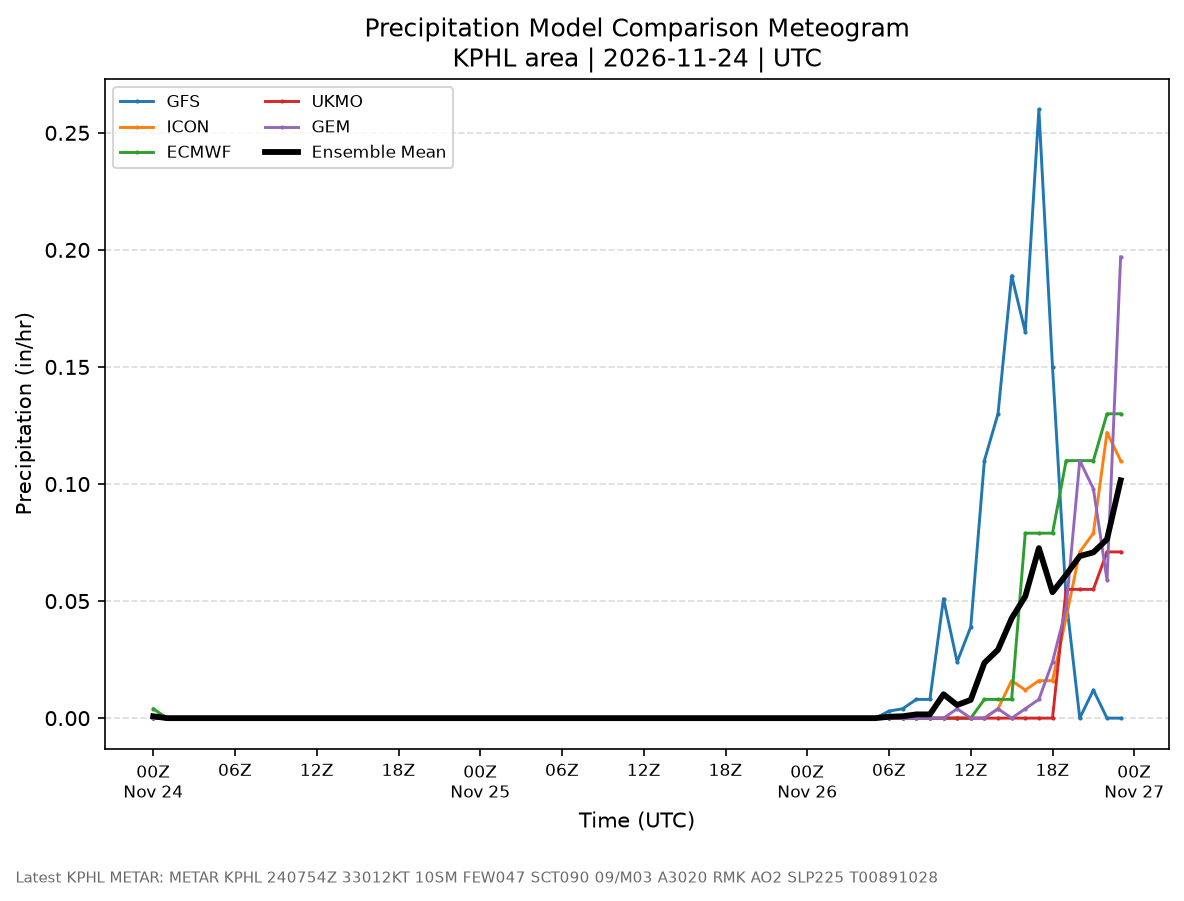 Precipitation Model Comparison Meteogram
KPHL area | 2026-11-24 | UTC
GFS
ICON
ECMWF
UKMO
GEM
Ensemble Mean
Precipitation (in/hr)
0.25
0.20
0.15
0.10
0.05
0.00
00Z 06Z 12Z 18Z 00Z 06Z 12Z 18Z 00Z 06Z 12Z 18Z 00Z
Nov 24 Nov 25 Nov 26 Nov 27
Time (UTC)
Latest KPHL METAR: METAR KPHL 240754Z 33012KT 10SM FEW047 SCT090 09/M03 A3020 RMK AO2 SLP225 T00891028